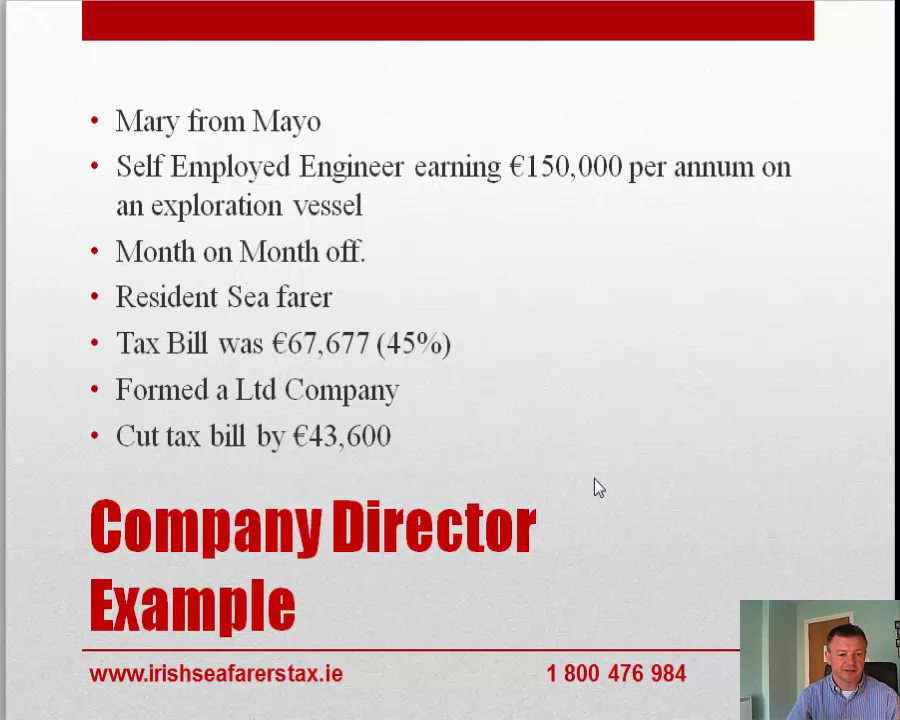 Mary from Mayo
Self Employed Engineer earning €150,000 per annum on
an exploration vessel
Month on Month off.
Resident Sea farer
Tax Bill was €67,677 (45%)
Formed a Ltd Company
Cut tax bill by €43,600
Company Director
Example
www.irishseafarerstax.ie 1 800 476 984